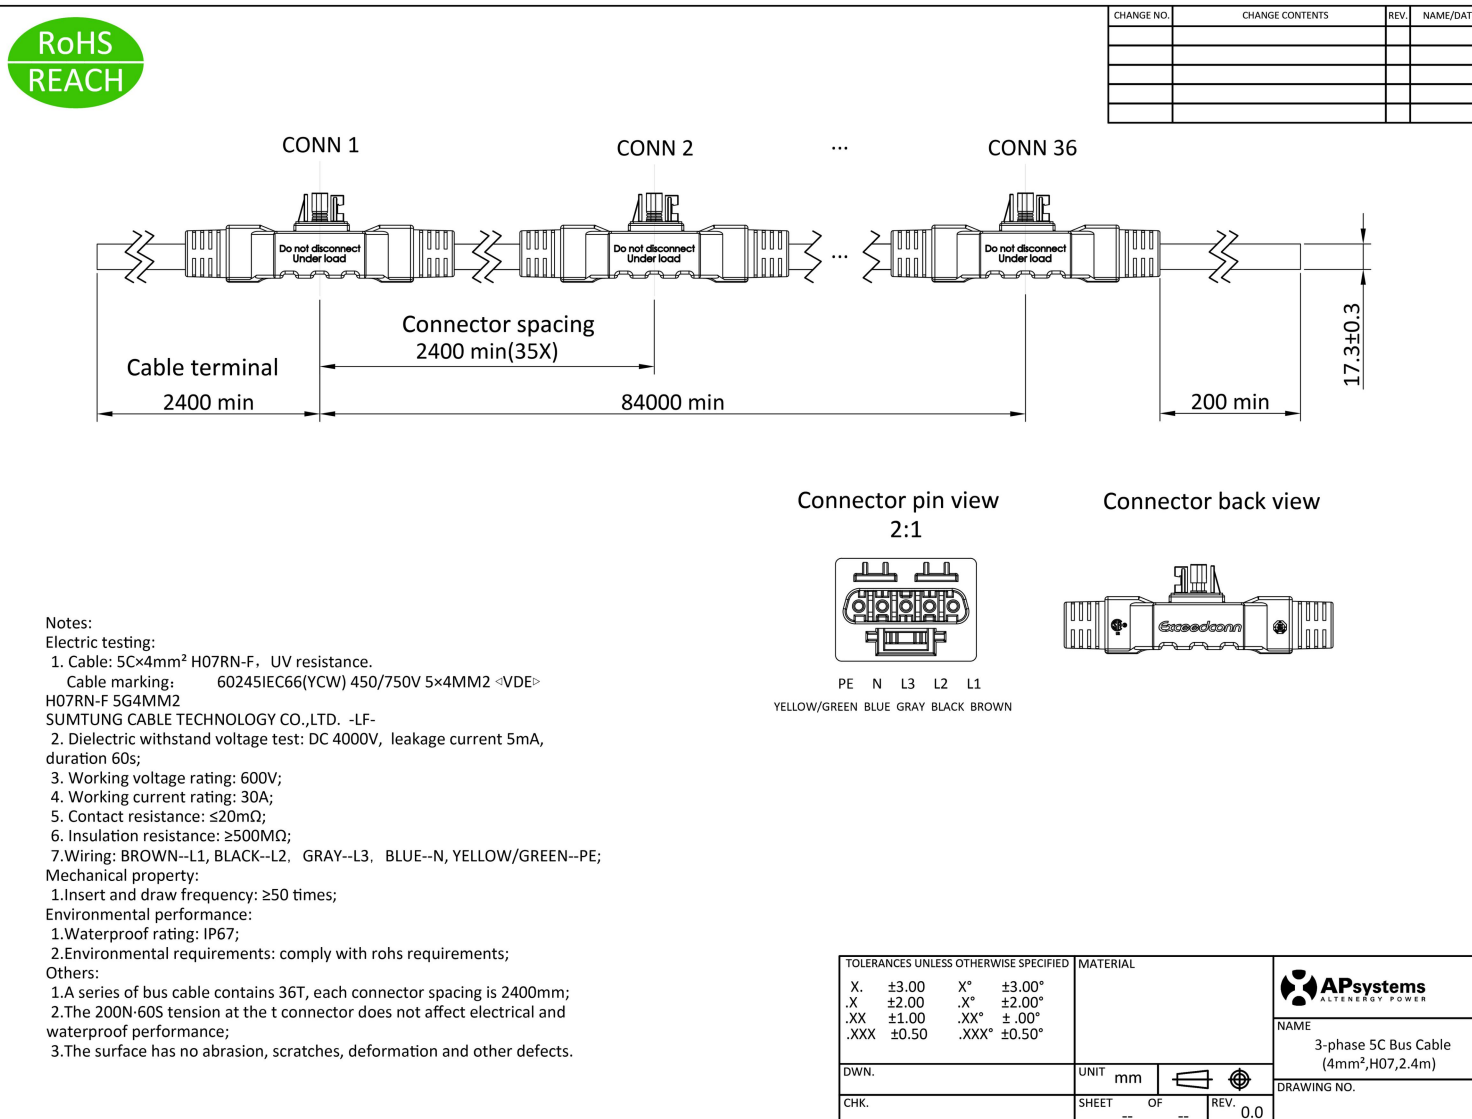 RoHS
REACH
CHANGE NO. CHANGE CONTENTS REV. NAME/DAT
CONN 1 CONN 2 ... CONN 36
Do not disconnect
Under load
Do not disconnect
Under load
...
Do not disconnect
Under load
Connector spacing
2400 min(35X)
Cable terminal
2400 min
84000 min
200 min
17.3±0.3
Connector pin view
2:1
Connector back view
Exceedconn
PE N L3 L2 L1
YELLOW/GREEN BLUE GRAY BLACK BROWN
Notes:
Electric testing:
1. Cable: 5C×4mm² H07RN-F, UV resistance.
Cable marking: 60245IEC66(YCW) 450/750V 5×4MM2 ◁VDE▷
H07RN-F 5G4MM2
SUMTUNG CABLE TECHNOLOGY CO.,LTD. -LF-
2. Dielectric withstand voltage test: DC 4000V, leakage current 5mA,
duration 60s;
3. Working voltage rating: 600V;
4. Working current rating: 30A;
5. Contact resistance: ≤20mΩ;
6. Insulation resistance: ≥500MΩ;
7.Wiring: BROWN--L1, BLACK--L2, GRAY--L3, BLUE--N, YELLOW/GREEN--PE;
Mechanical property:
1.Insert and draw frequency: ≥50 times;
Environmental performance:
1.Waterproof rating: IP67;
2.Environmental requirements: comply with rohs requirements;
Others:
1.A series of bus cable contains 36T, each connector spacing is 2400mm;
2.The 200N·60S tension at the t connector does not affect electrical and
waterproof performance;
3.The surface has no abrasion, scratches, deformation and other defects.
TOLERANCES UNLESS OTHERWISE SPECIFIED
X. ±3.00 X° ±3.00°
.X ±2.00 .X° ±2.00°
.XX ±1.00 .XX° ± .00°
.XXX ±0.50 .XXX° ±0.50°
MATERIAL
APsystems
ALTENERGY POWER
NAME
3-phase 5C Bus Cable
(4mm²,H07,2.4m)
DWN.
UNIT mm
DRAWING NO.
CHK.
SHEET -- OF --
REV. 0.0